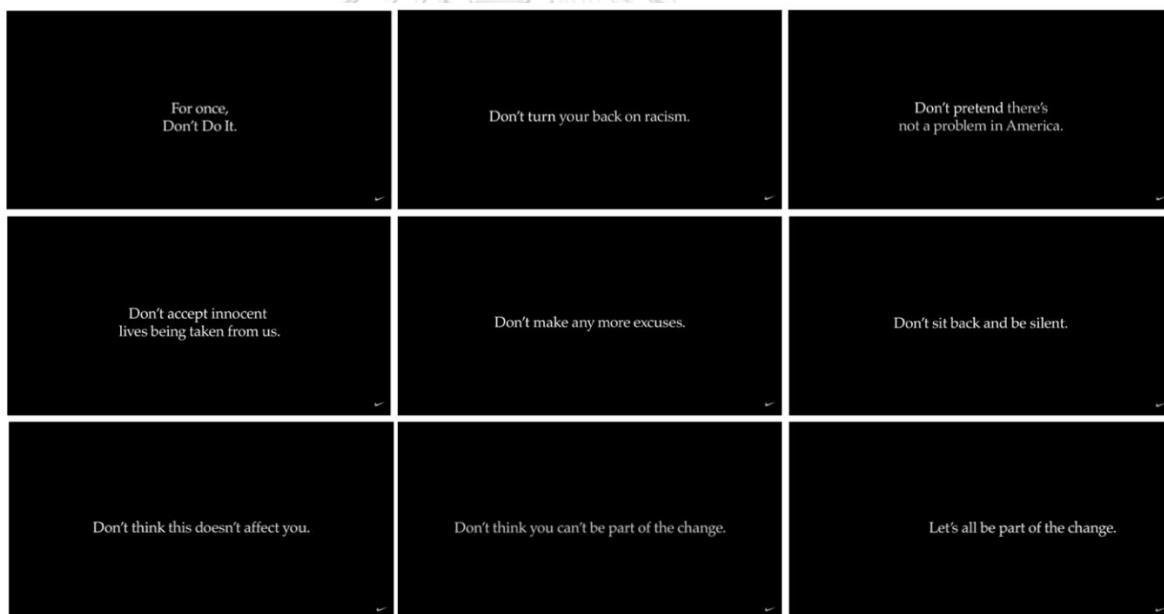 For once,
Don't Do It.
Don't turn your back on racism.
Don't pretend there's
not a problem in America.
Don't accept innocent
lives being taken from us.
Don't make any more excuses.
Don't sit back and be silent.
Don't think this doesn't affect you.
Don't think you can't be part of the change.
Let's all be part of the change.